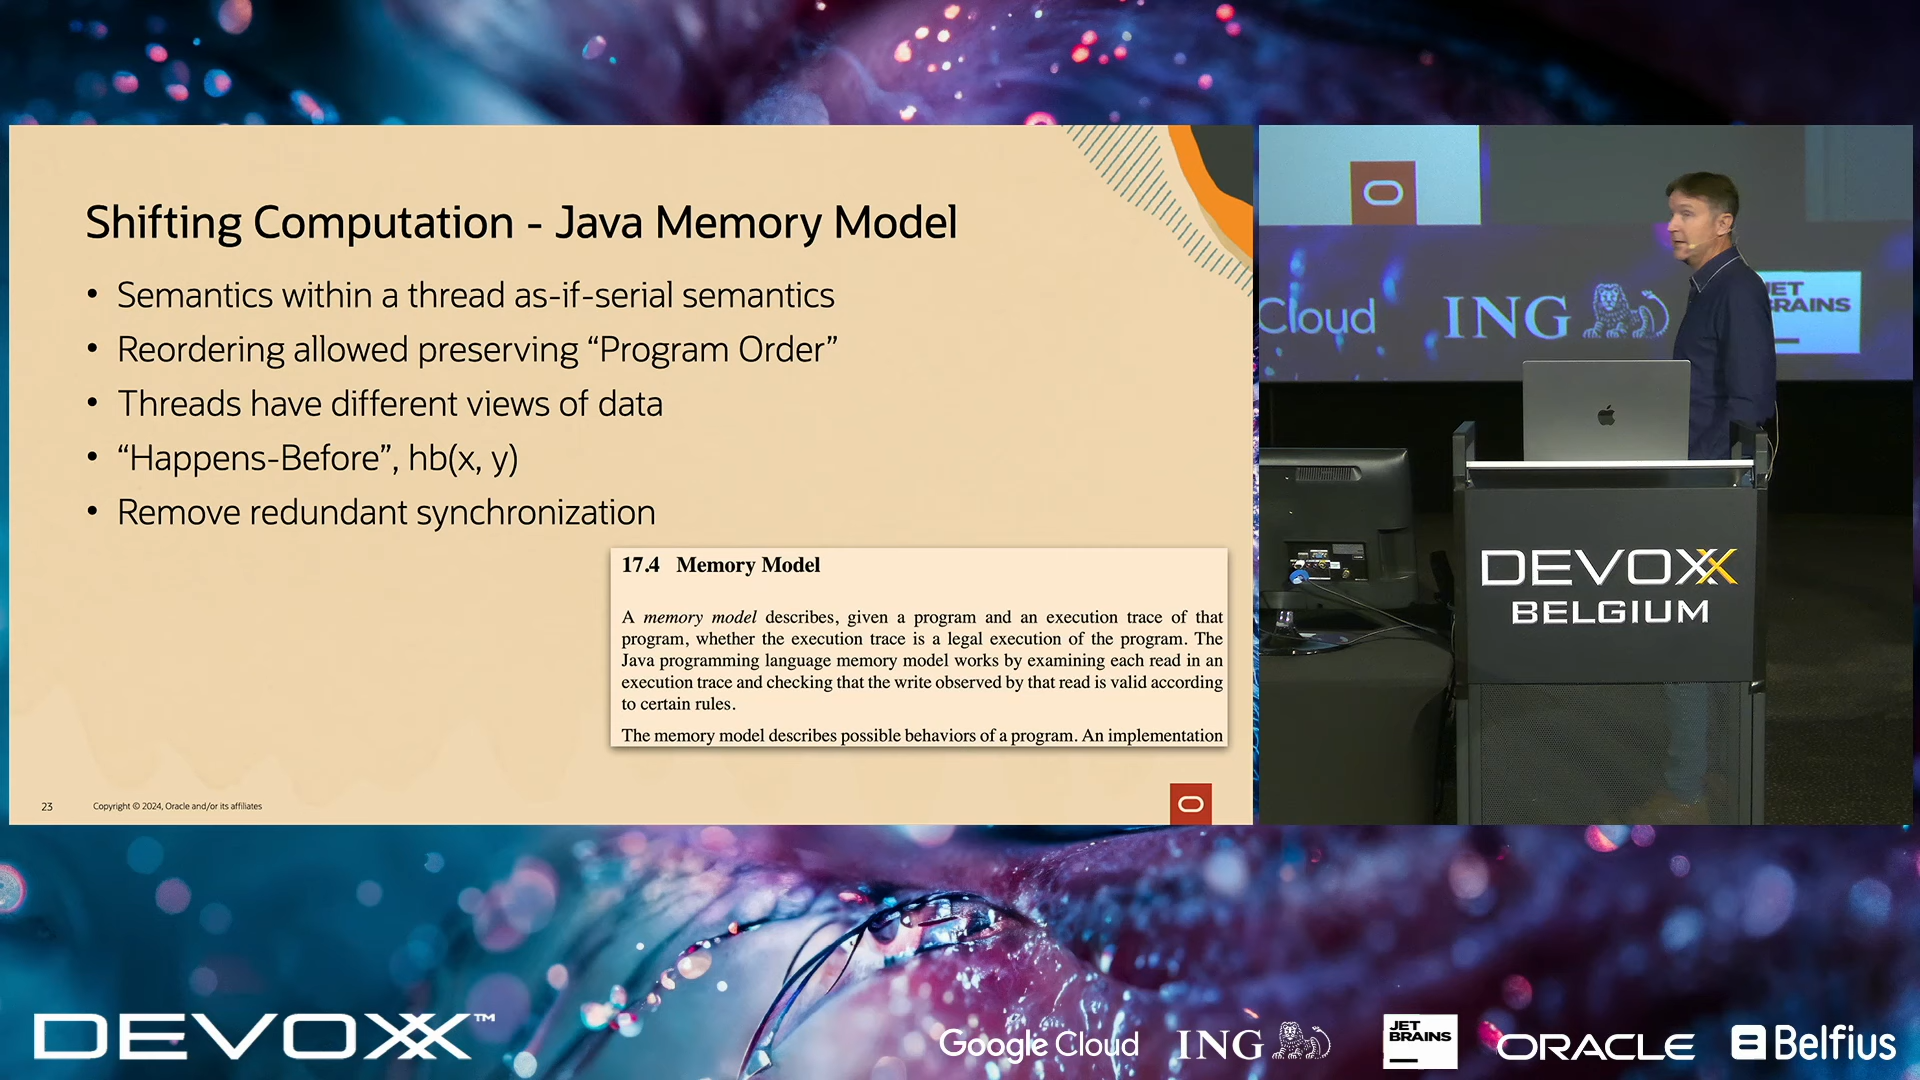 Shifting Computation - Java Memory Model
• Semantics within a thread as-if-serial semantics
• Reordering allowed preserving “Program Order”
• Threads have different views of data
• “Happens-Before”, hb(x, y)
• Remove redundant synchronization
17.4 Memory Model
A memory model describes, given a program and an execution trace of that
program, whether the execution trace is a legal execution of the program. The
Java programming language memory model works by examining each read in an
execution trace and checking that the write observed by that read is valid according
to certain rules.
The memory model describes possible behaviors of a program. An implementation
23
Copyright © 2024, Oracle and/or its affiliates
Cloud
ING
JET
BRAINS
DEVOXX
BELGIUM
DEVOXX™
Google Cloud
ING
JET
BRAINS
ORACLE
Belfius